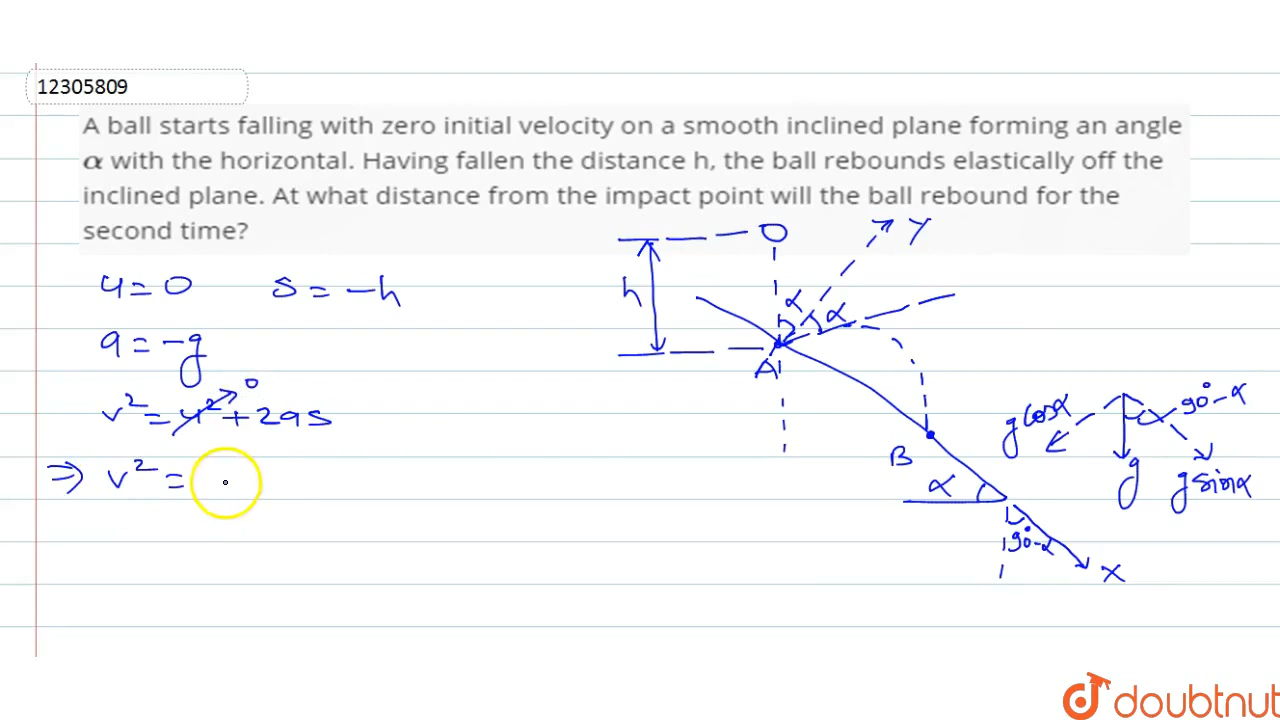 12305809
A ball starts falling with zero initial velocity on a smooth inclined plane forming an angle
α with the horizontal. Having fallen the distance h, the ball rebounds elastically off the
inclined plane. At what distance from the impact point will the ball rebound for the
second time?
u = 0 s = -h
a = -g
v² = u² + 2as
0
⇒ v² =
O
Y
h
α
α
A
B
α
90°-α
X
g cosα
90°-α
g
g sinα
doubtnut